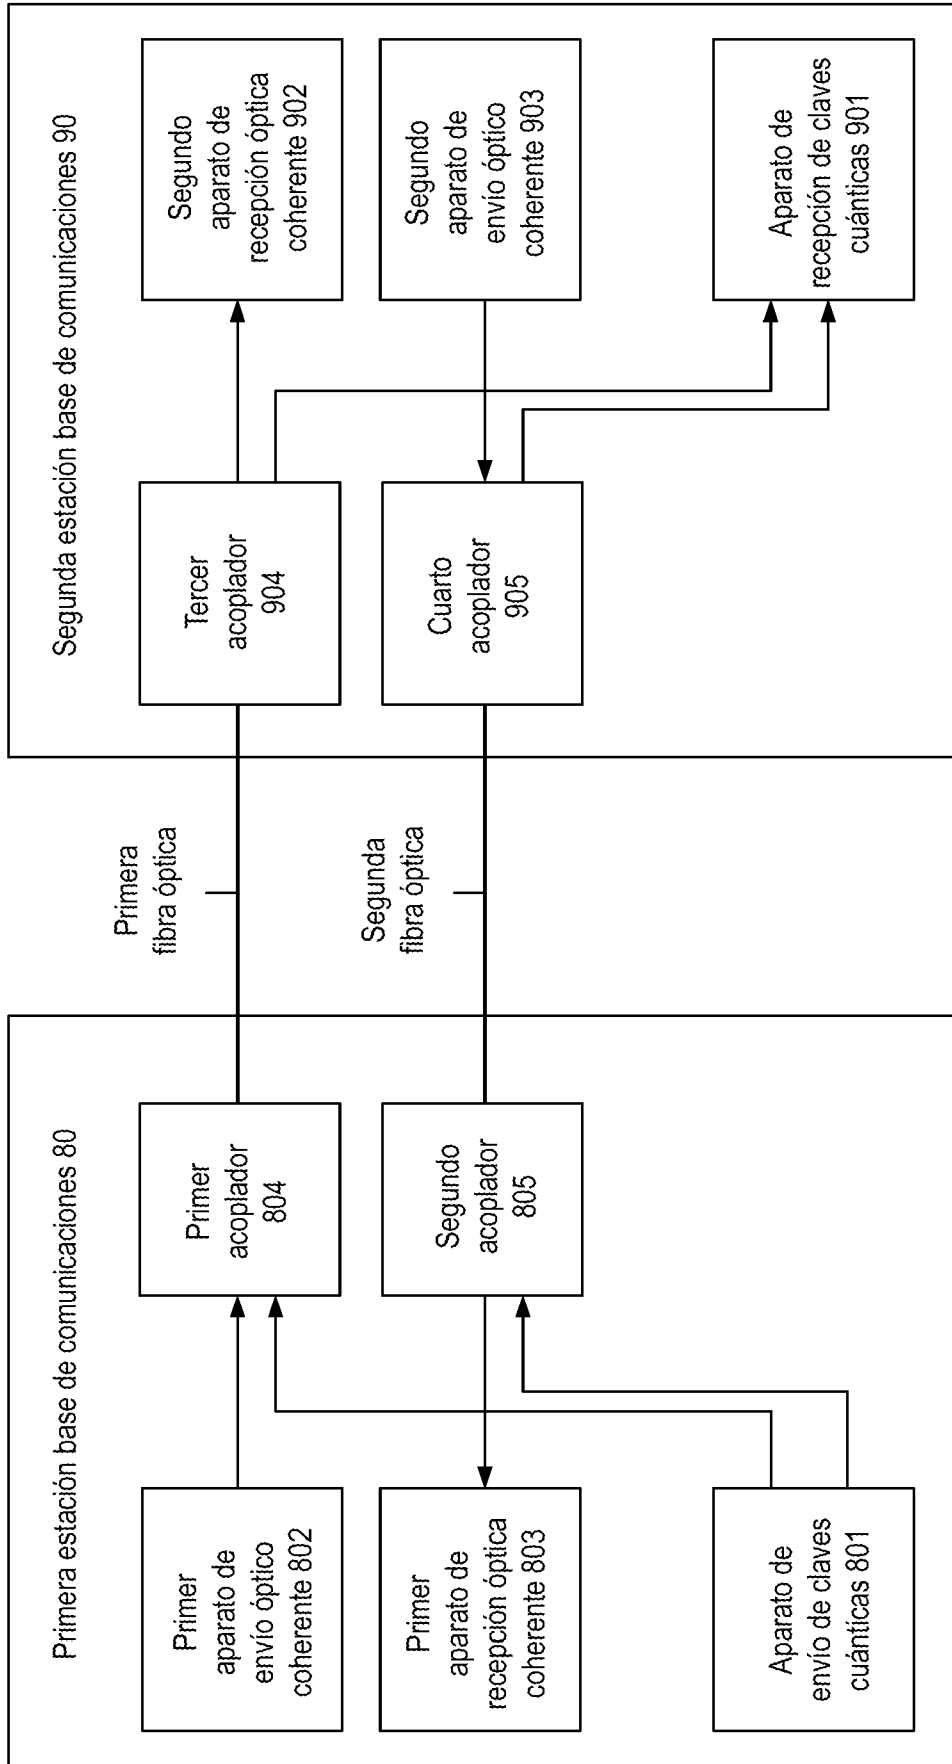 Primera estación base de comunicaciones 80
Primer
aparato de
envío óptico
coherente 802
Primer
acoplador
804
Primer
aparato de
recepción óptica
coherente 803
Segundo
acoplador
805
Aparato de
envío de claves
cuánticas 801
Primera
fibra óptica
Segunda
fibra óptica
Segunda estación base de comunicaciones 90
Tercer
acoplador
904
Segundo
aparato de
recepción óptica
coherente 902
Cuarto
acoplador
905
Segundo
aparato de
envío óptico
coherente 903
Aparato de
recepción de claves
cuánticas 901